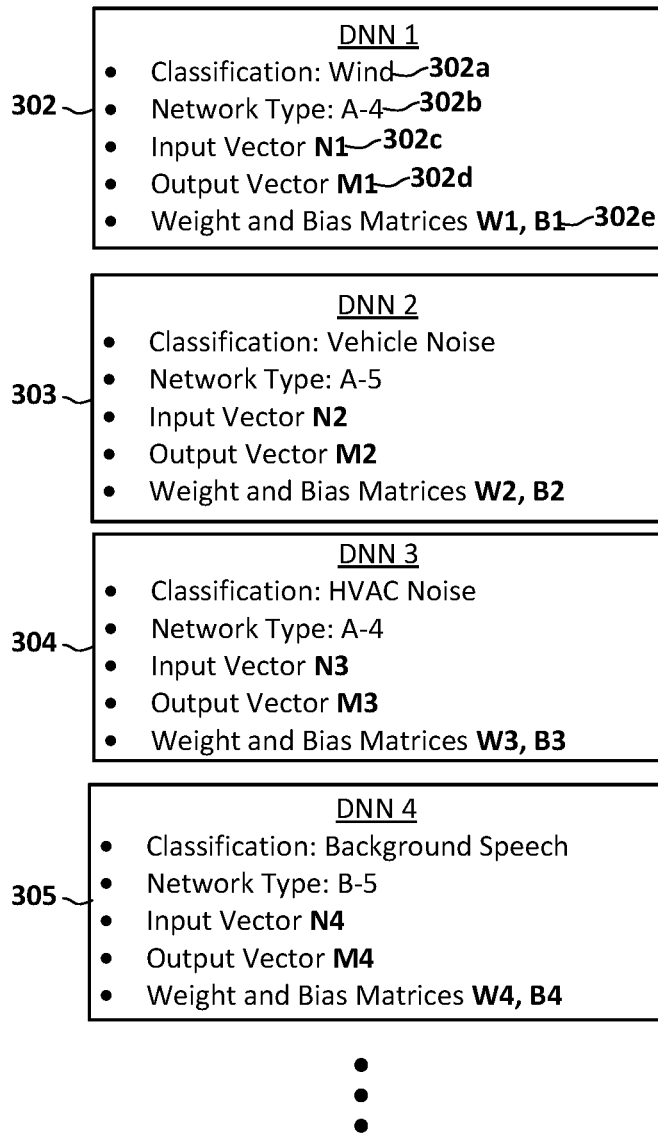 DNN 1
• Classification: Wind 302a
302 • Network Type: A-4 302b
• Input Vector N1 302c
• Output Vector M1 302d
• Weight and Bias Matrices W1, B1 302e
DNN 2
• Classification: Vehicle Noise
303 • Network Type: A-5
• Input Vector N2
• Output Vector M2
• Weight and Bias Matrices W2, B2
DNN 3
• Classification: HVAC Noise
304 • Network Type: A-4
• Input Vector N3
• Output Vector M3
• Weight and Bias Matrices W3, B3
DNN 4
• Classification: Background Speech
305 • Network Type: B-5
• Input Vector N4
• Output Vector M4
• Weight and Bias Matrices W4, B4